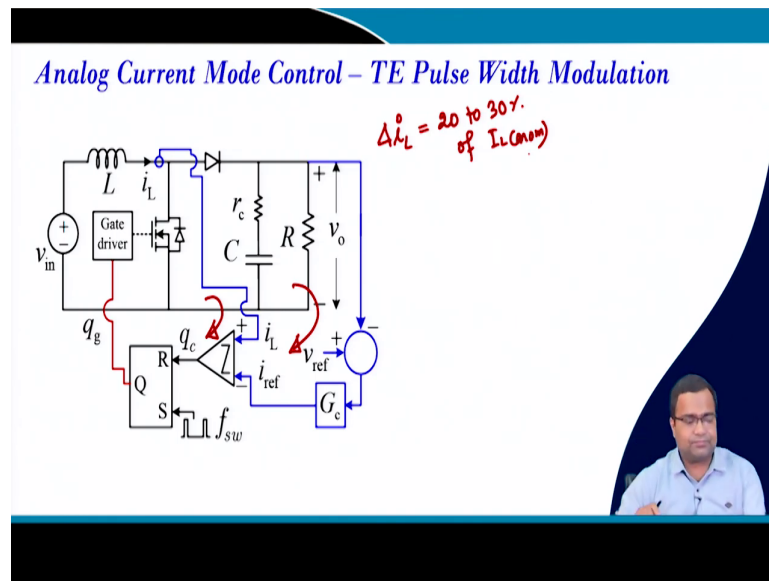 Analog Current Mode Control – TE Pulse Width Modulation
Δi_L = 20 to 30%
of I_L(nom)
L
i_L
Gate
driver
v_in
r_c
C
R
+
v_o
−
q_g
q_c
+
i_L
i_ref
−
v_ref
+
−
R
Q
S
f_sw
G_c